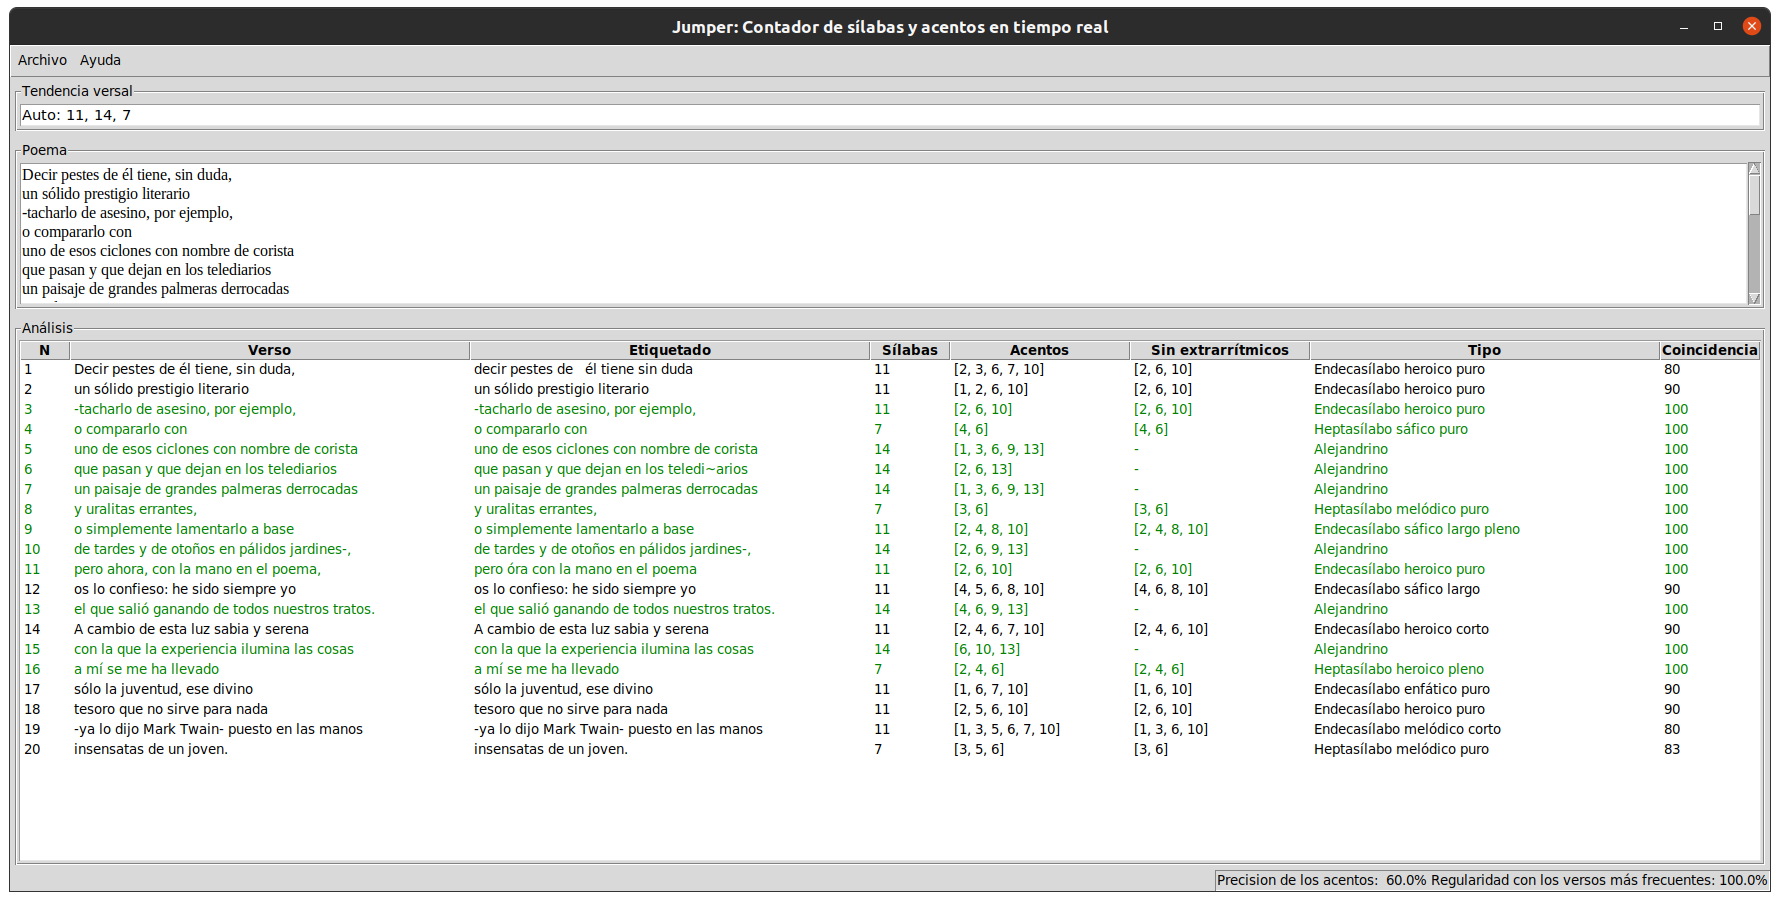 Jumper: Contador de sílabas y acentos en tiempo real
Archivo Ayuda
Tendencia versal
Auto: 11, 14, 7
Poema
Decir pestes de él tiene, sin duda,
un sólido prestigio literario
-tacharlo de asesino, por ejemplo,
o compararlo con
uno de esos ciclones con nombre de corista
que pasan y que dejan en los telediarios
un paisaje de grandes palmeras derrocadas
Análisis
N Verso Etiquetado Sílabas Acentos Sin extrarrítmicos Tipo Coincidencia
1 Decir pestes de él tiene, sin duda, decir pestes de él tiene sin duda 11 [2, 3, 6, 7, 10] [2, 6, 10] Endecasílabo heroico puro 80
2 un sólido prestigio literario un sólido prestigio literario 11 [1, 2, 6, 10] [2, 6, 10] Endecasílabo heroico puro 90
3 -tacharlo de asesino, por ejemplo, -tacharlo de asesino, por ejemplo, 11 [2, 6, 10] [2, 6, 10] Endecasílabo heroico puro 100
4 o compararlo con o compararlo con 7 [4, 6] [4, 6] Heptasílabo sáfico puro 100
5 uno de esos ciclones con nombre de corista uno de esos ciclones con nombre de corista 14 [1, 3, 6, 9, 13] - Alejandrino 100
6 que pasan y que dejan en los telediarios que pasan y que dejan en los teledi~arios 14 [2, 6, 13] - Alejandrino 100
7 un paisaje de grandes palmeras derrocadas un paisaje de grandes palmeras derrocadas 14 [1, 3, 6, 9, 13] - Alejandrino 100
8 y uralitas errantes, y uralitas errantes, 7 [3, 6] [3, 6] Heptasílabo melódico puro 100
9 o simplemente lamentarlo a base o simplemente lamentarlo a base 11 [2, 4, 8, 10] [2, 4, 8, 10] Endecasílabo sáfico largo pleno 100
10 de tardes y de otoños en pálidos jardines-, de tardes y de otoños en pálidos jardines-, 14 [2, 6, 9, 13] - Alejandrino 100
11 pero ahora, con la mano en el poema, pero óra con la mano en el poema 11 [2, 6, 10] [2, 6, 10] Endecasílabo heroico puro 100
12 os lo confieso: he sido siempre yo os lo confieso: he sido siempre yo 11 [4, 5, 6, 8, 10] [4, 6, 8, 10] Endecasílabo sáfico largo 90
13 el que salió ganando de todos nuestros tratos. el que salió ganando de todos nuestros tratos. 14 [4, 6, 9, 13] - Alejandrino 100
14 A cambio de esta luz sabia y serena A cambio de esta luz sabia y serena 11 [2, 4, 6, 7, 10] [2, 4, 6, 10] Endecasílabo heroico corto 90
15 con la que la experiencia ilumina las cosas con la que la experiencia ilumina las cosas 14 [6, 10, 13] - Alejandrino 100
16 a mí se me ha llevado a mí se me ha llevado 7 [2, 4, 6] [2, 4, 6] Heptasílabo heroico pleno 100
17 sólo la juventud, ese divino sólo la juventud, ese divino 11 [1, 6, 7, 10] [1, 6, 10] Endecasílabo enfático puro 90
18 tesoro que no sirve para nada tesoro que no sirve para nada 11 [2, 5, 6, 10] [2, 6, 10] Endecasílabo heroico puro 90
19 -ya lo dijo Mark Twain- puesto en las manos -ya lo dijo Mark Twain- puesto en las manos 11 [1, 3, 5, 6, 7, 10] [1, 3, 6, 10] Endecasílabo melódico corto 80
20 insensatas de un joven. insensatas de un joven. 7 [3, 5, 6] [3, 6] Heptasílabo melódico puro 83
Precision de los acentos: 60.0% Regularidad con los versos más frecuentes: 100.0%